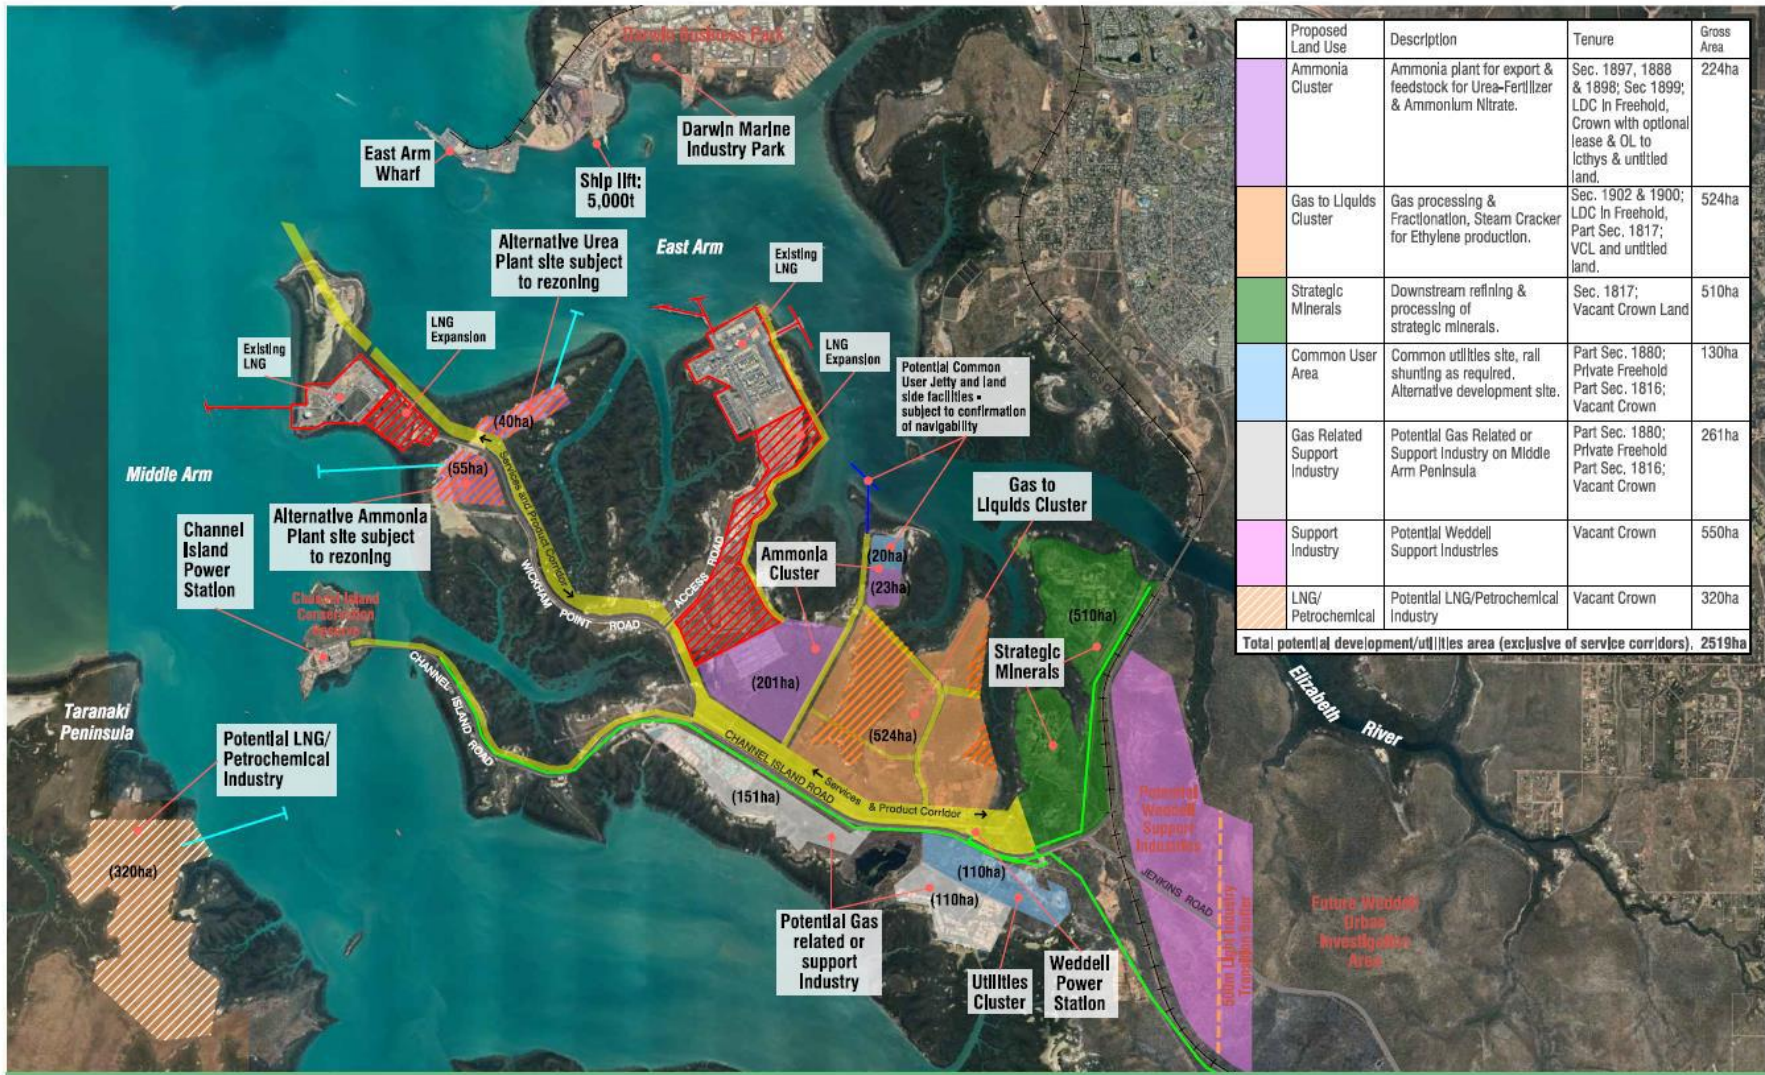 Darwin Business Park
East Arm
Wharf
Ship lift:
5,000t
Darwin Marine
Industry Park
Alternative Urea
Plant site subject
to rezoning
East Arm
Existing
LNG
LNG
Expansion
Existing
LNG
LNG
Expansion
Potential Common
User Jetty and land
side facilities -
subject to confirmation
of navigability
(40ha)
(55ha)
Middle Arm
Alternative Ammonia
Plant site subject
to rezoning
Services and Product Corridor
WICKHAM POINT ROAD
ACCESS ROAD
Channel
Island
Power
Station
Channel Island
Conservation
Reserve
CHANNEL ISLAND ROAD
Ammonia
Cluster
(20ha)
(23ha)
Gas to
Liquids Cluster
(510ha)
Strategic
Minerals
(201ha)
(524ha)
CHANNEL ISLAND ROAD
Services & Product Corridor
(151ha)
(110ha)
(110ha)
Taranaki
Peninsula
Potential LNG/
Petrochemical
Industry
(320ha)
Potential Gas
related or
support
Industry
Utilities
Cluster
Weddell
Power
Station
Potential
Weddell
Support
Industries
JENKINS ROAD
500m Light Industry
Transition Buffer
Future Weddell
Urban
Investigation
Area
Elizabeth River
Proposed
Land Use
Description
Tenure
Gross
Area
Ammonia
Cluster
Ammonia plant for export &
feedstock for Urea-Fertilizer
& Ammonium Nitrate.
Sec. 1897, 1888
& 1898; Sec 1899;
LDC in Freehold,
Crown with optional
lease & OL to
Icthys & untitled
land.
224ha
Gas to Liquids
Cluster
Gas processing &
Fractionation, Steam Cracker
for Ethylene production.
Sec. 1902 & 1900;
LDC in Freehold,
Part Sec. 1817;
VCL and untitled
land.
524ha
Strategic
Minerals
Downstream refining &
processing of
strategic minerals.
Sec. 1817;
Vacant Crown Land
510ha
Common User
Area
Common utilities site, rail
shunting as required.
Alternative development site.
Part Sec. 1880;
Private Freehold
Part Sec. 1816;
Vacant Crown
130ha
Gas Related
Support
Industry
Potential Gas Related or
Support Industry on Middle
Arm Peninsula
Part Sec. 1880;
Private Freehold
Part Sec. 1816;
Vacant Crown
261ha
Support
Industry
Potential Weddell
Support Industries
Vacant Crown
550ha
LNG/
Petrochemical
Potential LNG/Petrochemical
Industry
Vacant Crown
320ha
Total potential development/utilities area (exclusive of service corridors), 2519ha